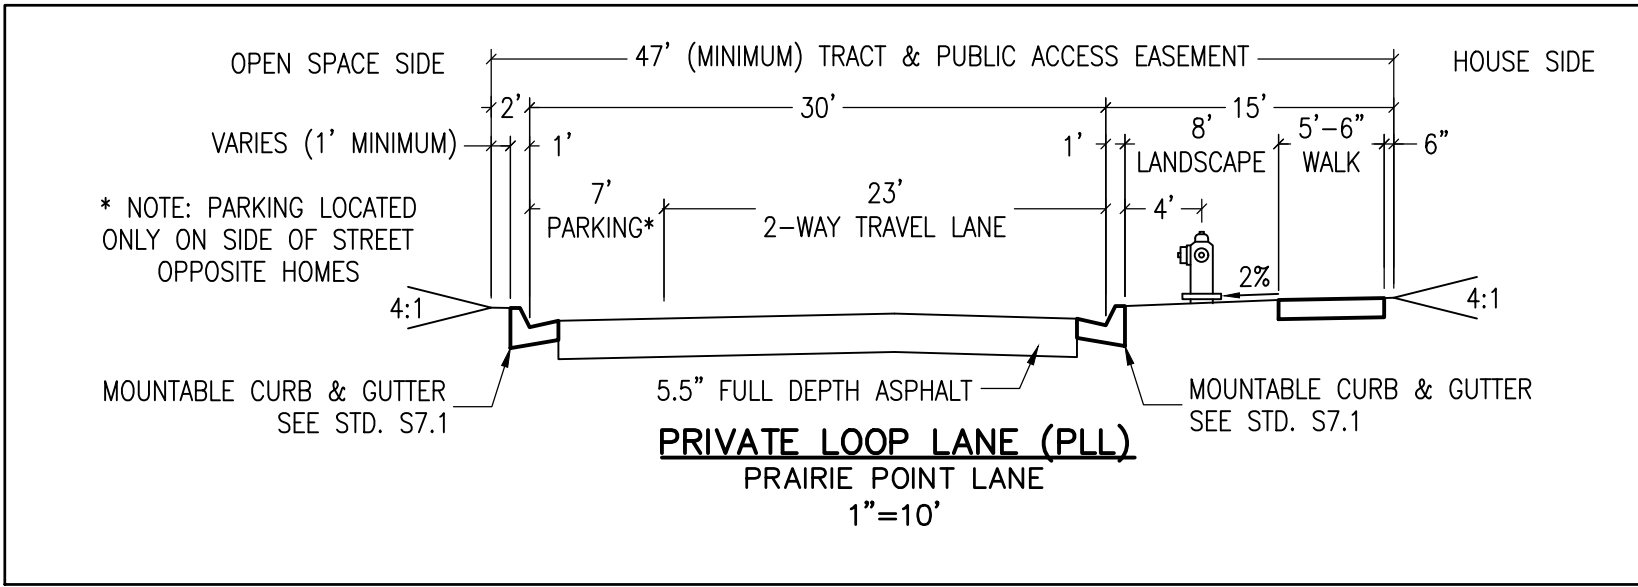 OPEN SPACE SIDE
47' (MINIMUM) TRACT & PUBLIC ACCESS EASEMENT
HOUSE SIDE
2'
30'
15'
VARIES (1' MINIMUM)
1'
1'
8'
LANDSCAPE
5'-6"
WALK
6"
* NOTE: PARKING LOCATED
ONLY ON SIDE OF STREET
OPPOSITE HOMES
7'
PARKING*
23'
2-WAY TRAVEL LANE
4'
2%
4:1
4:1
MOUNTABLE CURB & GUTTER
SEE STD. S7.1
5.5" FULL DEPTH ASPHALT
MOUNTABLE CURB & GUTTER
SEE STD. S7.1
PRIVATE LOOP LANE (PLL)
PRAIRIE POINT LANE
1"=10'